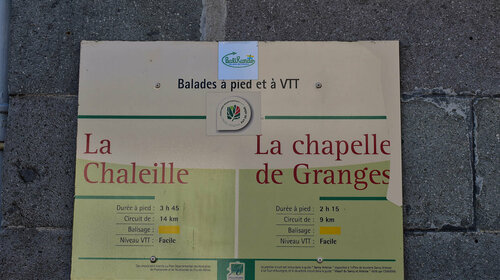 Balirando
Balades à pied et à VTT
La
Chaleille
Durée à pied : 3 h 45
Circuit de : 14 km
Balisage :
Niveau VTT : Facile
La chapelle
de Granges
Durée à pied : 2 h 15
Circuit de : 9 km
Balisage :
Niveau VTT : Facile